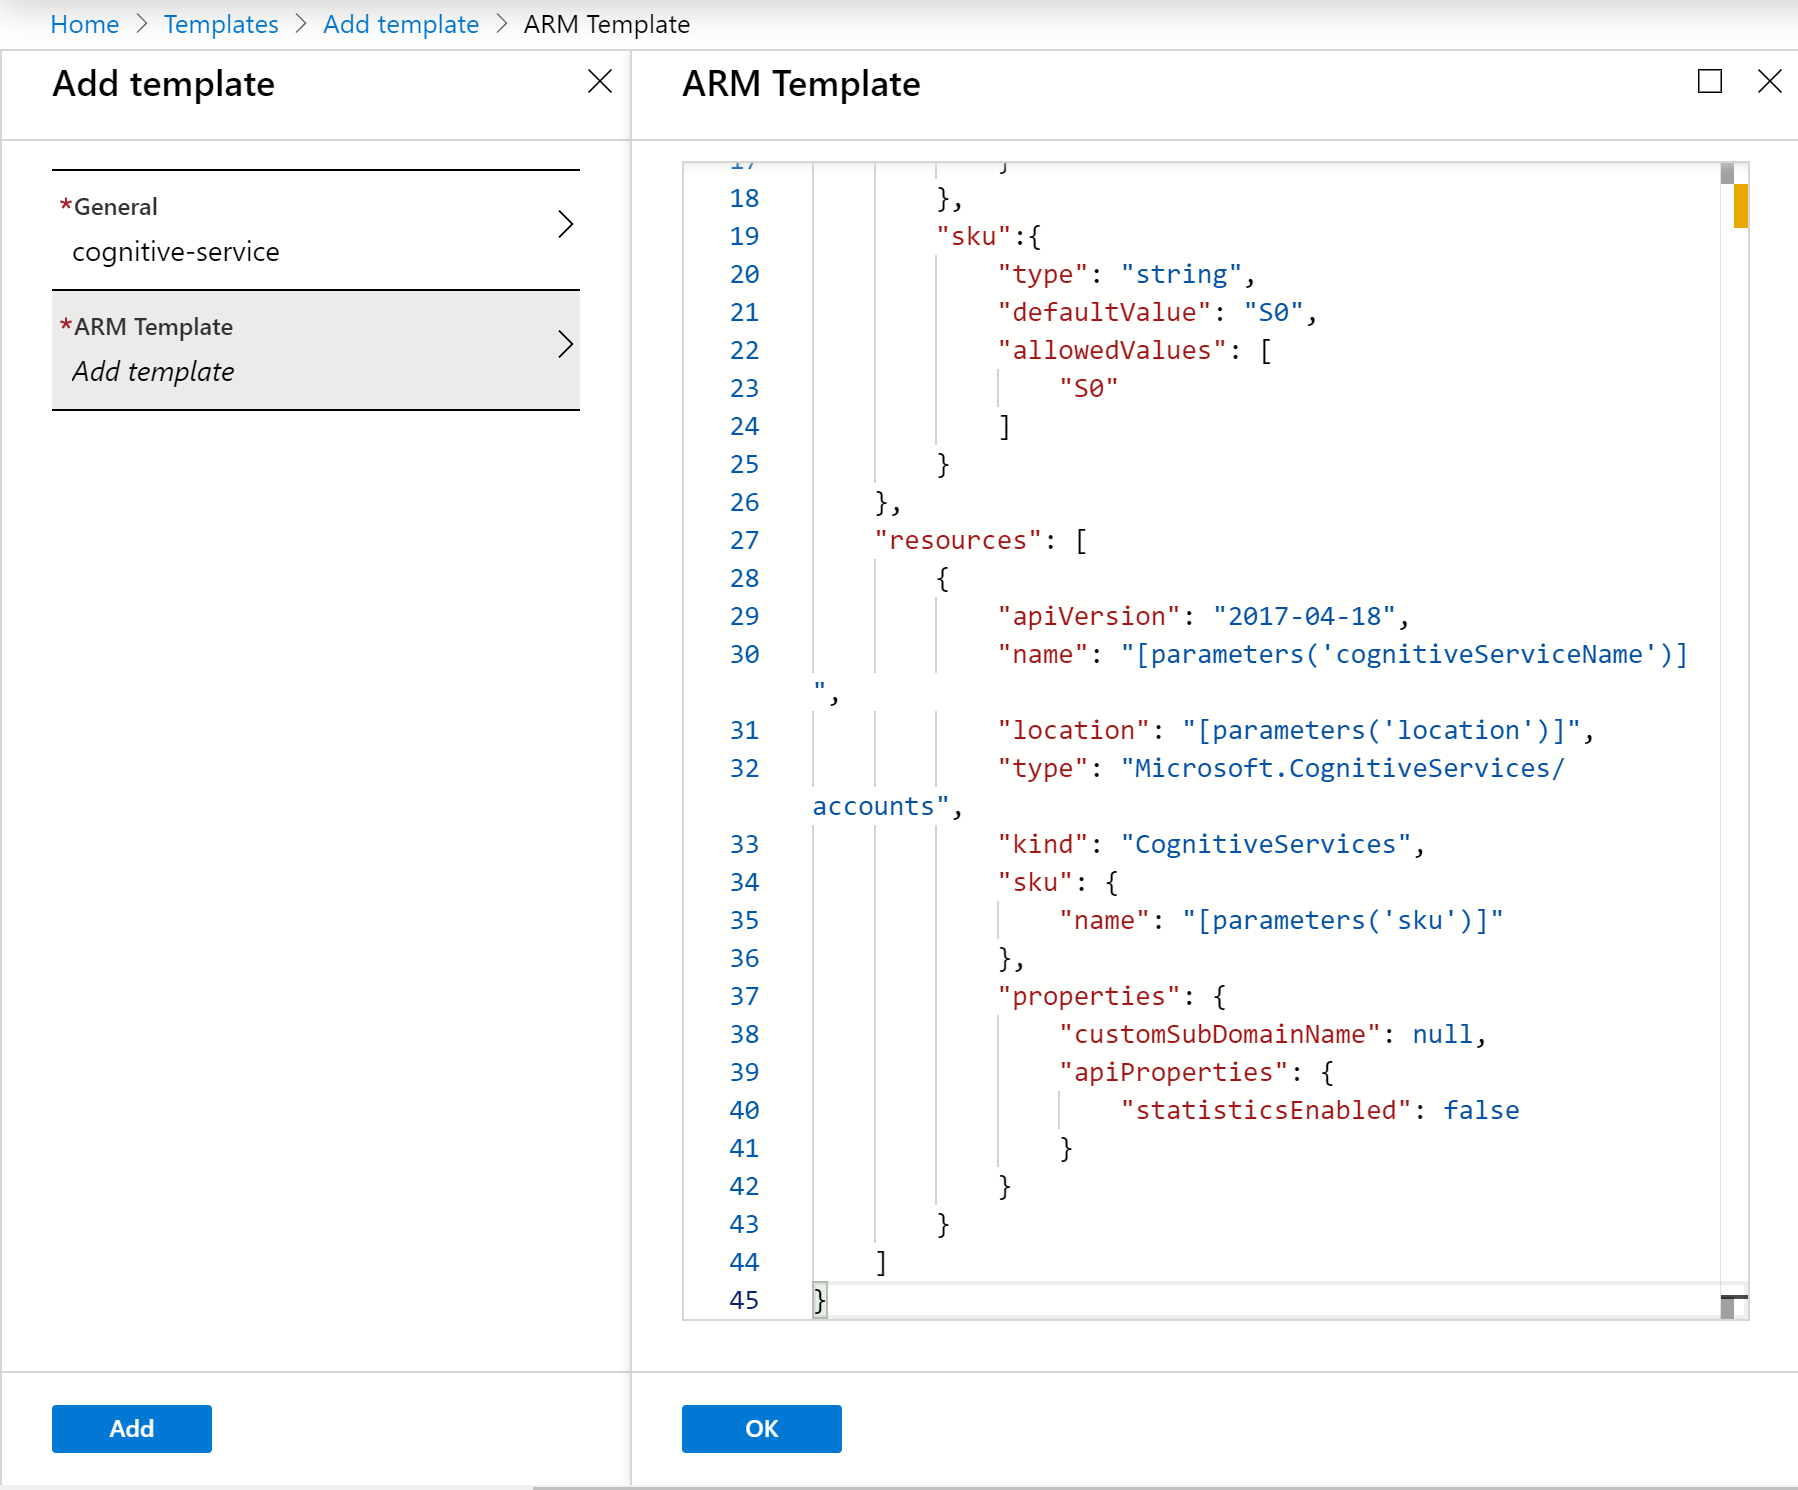 Home > Templates > Add template > ARM Template
Add template
*General
cognitive-service
*ARM Template
Add template
Add
ARM Template
17 }
18 },
19 "sku":{
20 "type": "string",
21 "defaultValue": "S0",
22 "allowedValues": [
23 "S0"
24 ]
25 }
26 },
27 "resources": [
28 {
29 "apiVersion": "2017-04-18",
30 "name": "[parameters('cognitiveServiceName')]
",
31 "location": "[parameters('location')]",
32 "type": "Microsoft.CognitiveServices/
accounts",
33 "kind": "CognitiveServices",
34 "sku": {
35 "name": "[parameters('sku')]"
36 },
37 "properties": {
38 "customSubDomainName": null,
39 "apiProperties": {
40 "statisticsEnabled": false
41 }
42 }
43 }
44 ]
45 }
OK